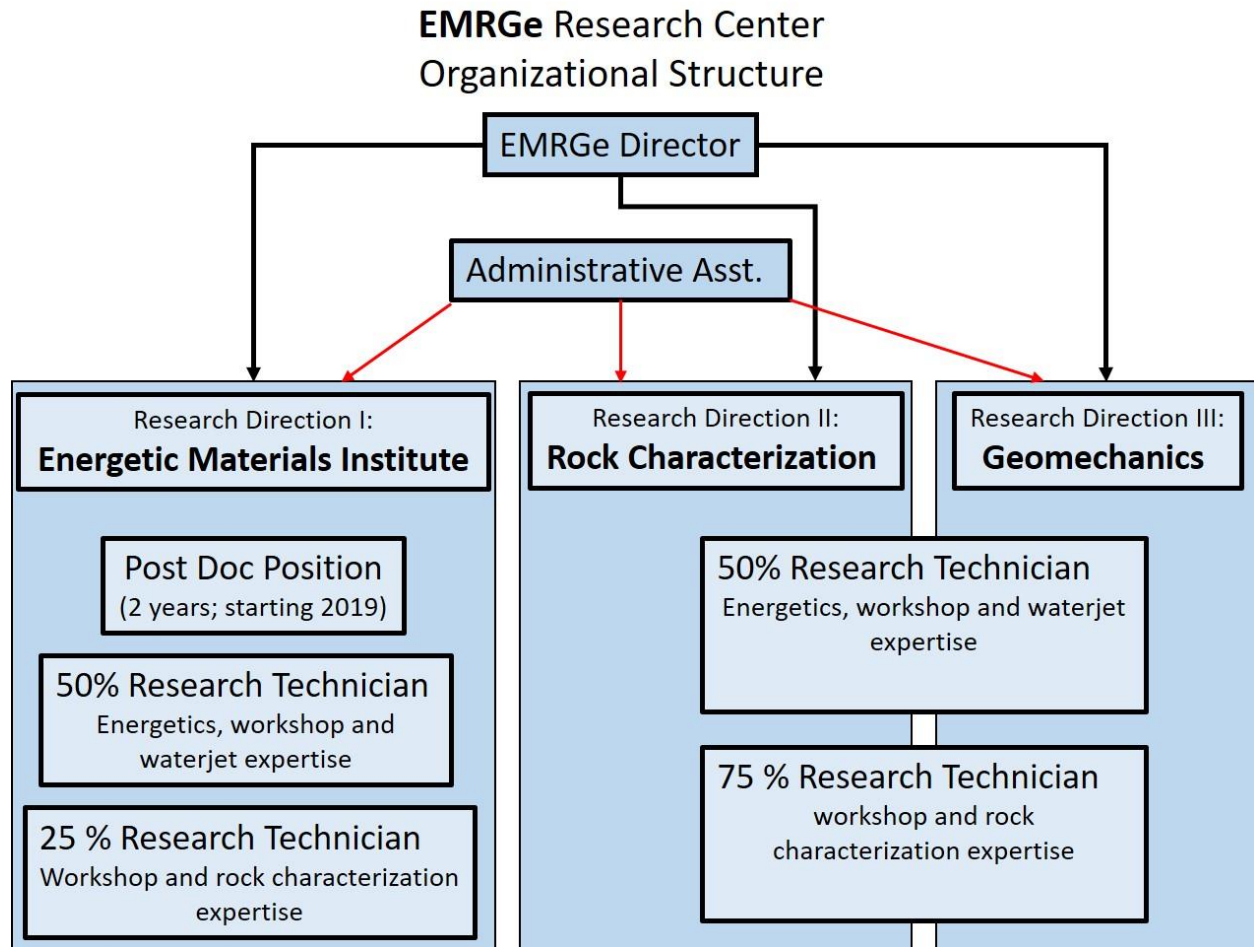 EMRGe Research Center
Organizational Structure
EMRGe Director
Administrative Asst.
Research Direction I:
Energetic Materials Institute
Research Direction II:
Rock Characterization
Research Direction III:
Geomechanics
Post Doc Position
(2 years; starting 2019)
50% Research Technician
Energetics, workshop and
waterjet expertise
25 % Research Technician
Workshop and rock characterization
expertise
50% Research Technician
Energetics, workshop and waterjet
expertise
75 % Research Technician
workshop and rock
characterization expertise